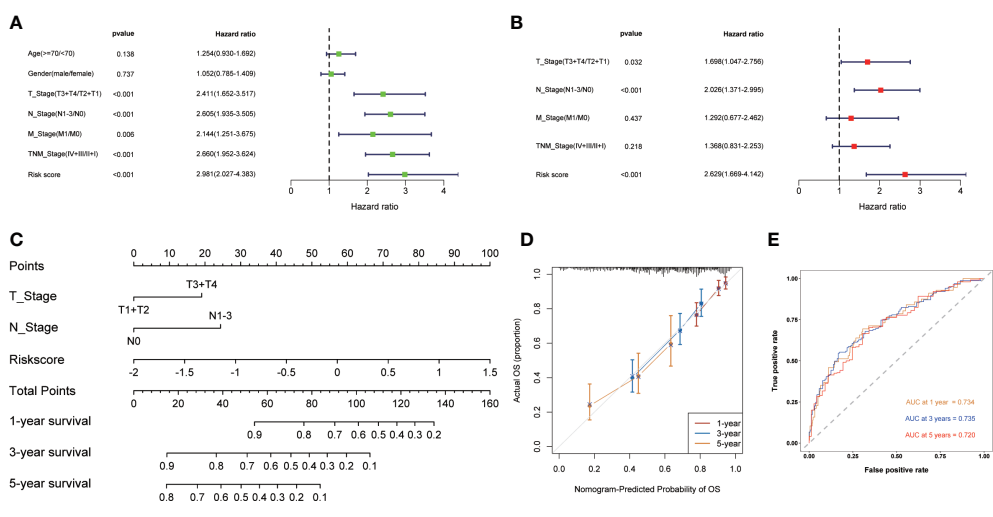 A
pvalue Hazard ratio
Age(>=70/<70) 0.138 1.254(0.930-1.692)
Gender(male/female) 0.737 1.052(0.785-1.409)
T_Stage(T3+T4/T2+T1) <0.001 2.411(1.652-3.517)
N_Stage(N1-3/N0) <0.001 2.605(1.935-3.505)
M_Stage(M1/M0) 0.006 2.144(1.251-3.675)
TNM_Stage(IV+III/II+I) <0.001 2.660(1.952-3.624)
Risk score <0.001 2.981(2.027-4.383)
0 1 2 3 4
Hazard ratio
B
pvalue Hazard ratio
T_Stage(T3+T4/T2+T1) 0.032 1.698(1.047-2.756)
N_Stage(N1-3/N0) <0.001 2.026(1.371-2.995)
M_Stage(M1/M0) 0.437 1.292(0.677-2.462)
TNM_Stage(IV+III/II+I) 0.218 1.368(0.831-2.253)
Risk score <0.001 2.629(1.669-4.142)
0 1 2 3 4
Hazard ratio
C
0 10 20 30 40 50 60 70 80 90 100
Points
T3+T4
T_Stage
T1+T2
N1-3
N_Stage
N0
Riskscore
-2 -1.5 -1 -0.5 0 0.5 1 1.5
Total Points
0 20 40 60 80 100 120 140 160
1-year survival
0.9 0.8 0.7 0.6 0.5 0.4 0.3 0.2
3-year survival
0.9 0.8 0.7 0.6 0.5 0.4 0.3 0.2 0.1
5-year survival
0.8 0.7 0.6 0.5 0.4 0.3 0.2 0.1
D
Actual OS (proportion)
1.0
0.8
0.6
0.4
0.2
0.0
1-year
3-year
5-year
0.0 0.2 0.4 0.6 0.8 1.0
Nomogram-Predicted Probability of OS
E
True positive rate
1.00
0.75
0.50
0.25
0.00
AUC at 1 year = 0.734
AUC at 3 years = 0.735
AUC at 5 years = 0.720
0.00 0.25 0.50 0.75 1.00
False positive rate